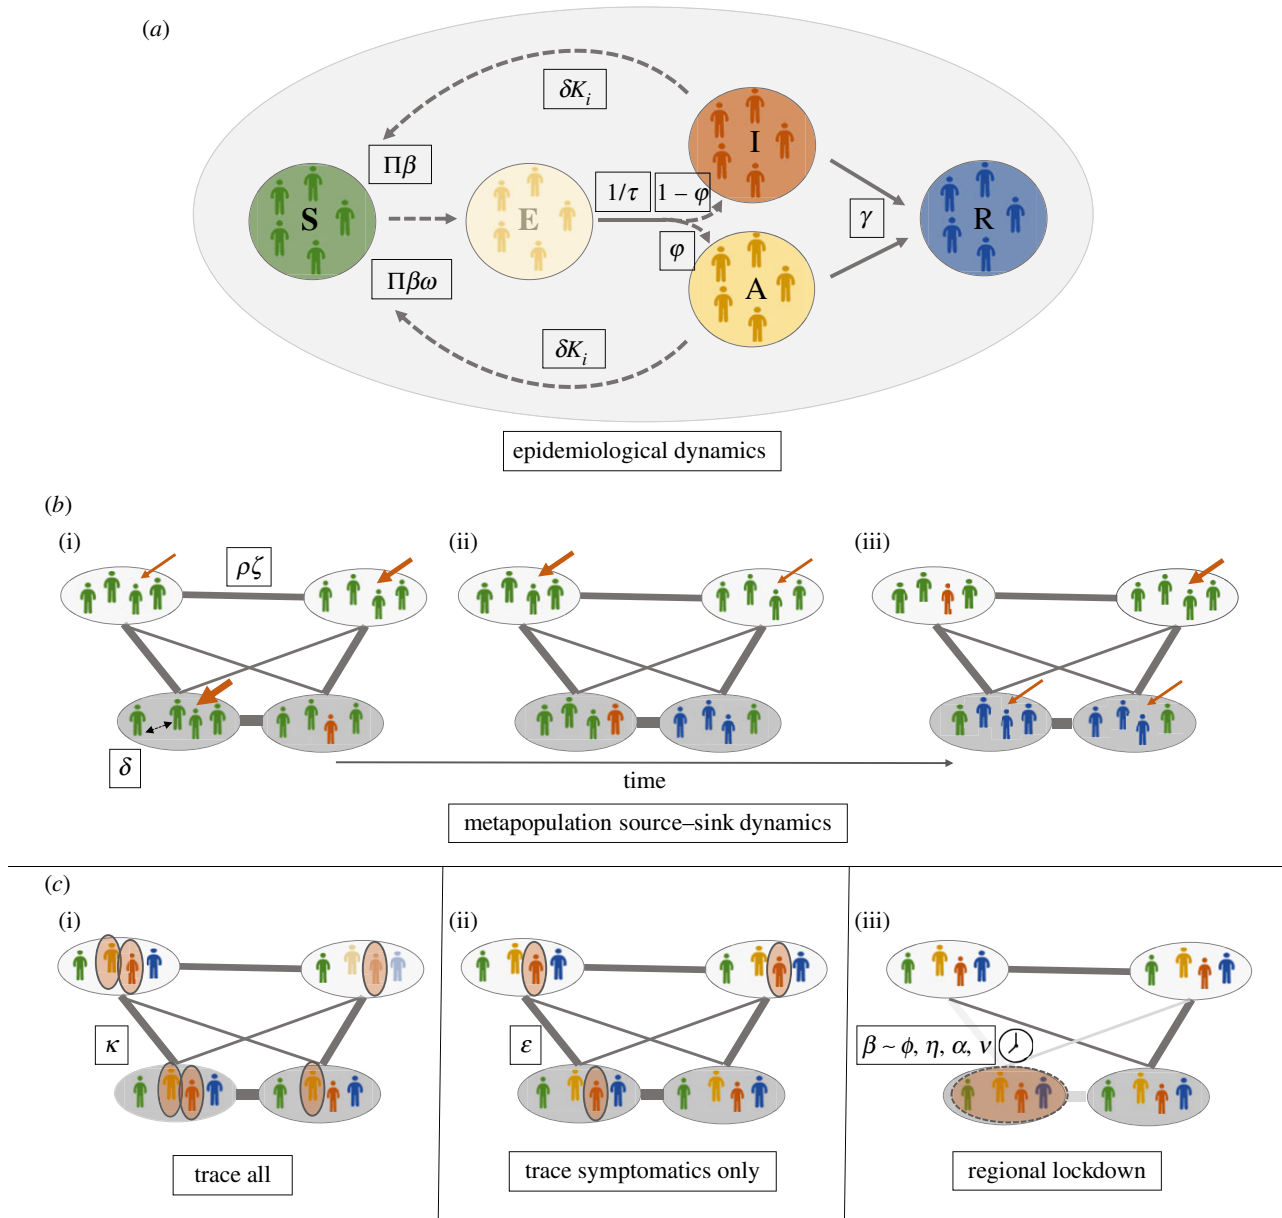 (a)
δK_i
Πβ
I
S
E
1/τ
1 − φ
γ
R
φ
Πβω
A
δK_i
epidemiological dynamics
(b)
(i)
(ii)
(iii)
ρζ
δ
time
metapopulation source–sink dynamics
(c)
(i)
(ii)
(iii)
κ
ε
β ~ ϕ, η, α, ν
trace all
trace symptomatics only
regional lockdown